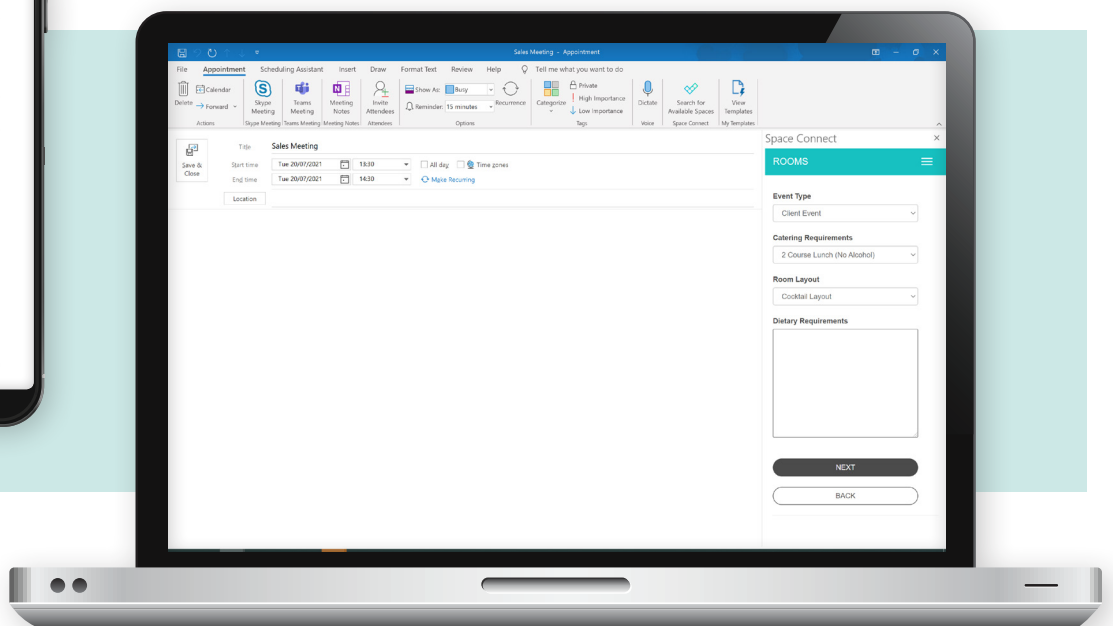 Sales Meeting - Appointment
File Appointment Scheduling Assistant Insert Draw Format Text Review Help Tell me what you want to do
Delete
Calendar
Forward
Skype Meeting
Teams Meeting
Meeting Notes
Invite Attendees
Show As: Busy
Reminder: 15 minutes
Recurrence
Categorize
Private
High Importance
Low Importance
Dictate
Search for Available Spaces
View Templates
Actions Skype Meeting Teams Meeting Meeting Notes Attendees Options Tags Voice Space Connect My Templates
Save & Close
Title Sales Meeting
Start time Tue 20/07/2021 13:30 All day Time zones
End time Tue 20/07/2021 14:30 Make Recurring
Location
Space Connect
ROOMS
Event Type
Client Event
Catering Requirements
2 Course Lunch (No Alcohol)
Room Layout
Cocktail Layout
Dietary Requirements
NEXT
BACK